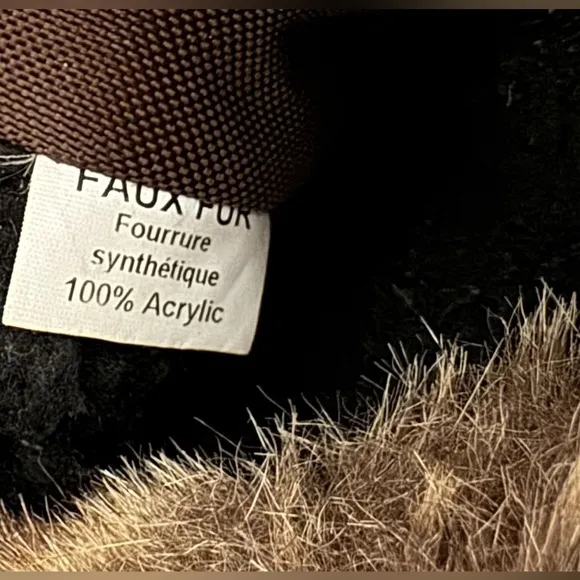 FAUX FUR
Fourrure
synthétique
100% Acrylic